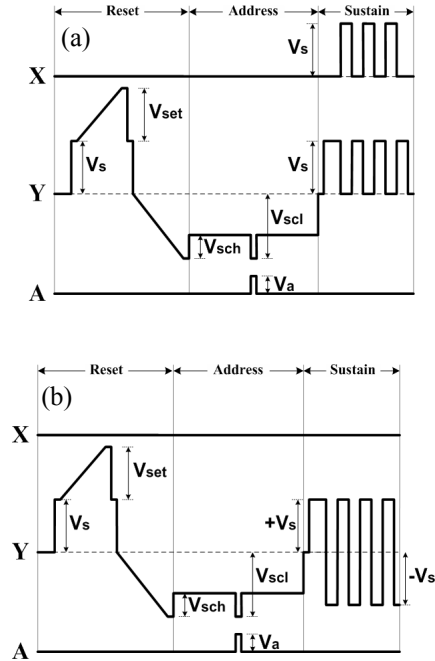 Reset Address Sustain
(a)
Vs
X
Vset
Vs
Vs
Y
Vscl
Vsch
Va
A
Reset Address Sustain
(b)
X
Vset
Vs
+Vs
Y
Vscl
-Vs
Vsch
Va
A